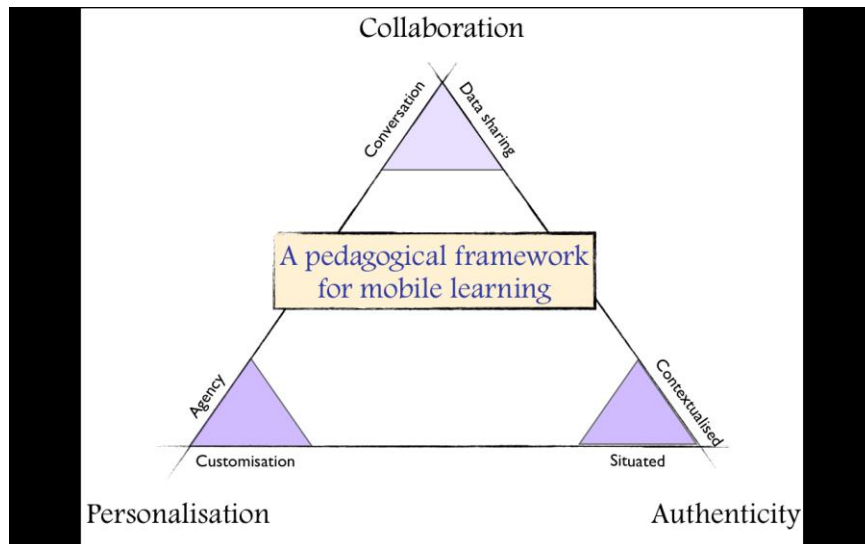 Collaboration
Conversation
Data sharing
A pedagogical framework
for mobile learning
Agency
Contextualised
Customisation
Situated
Personalisation
Authenticity